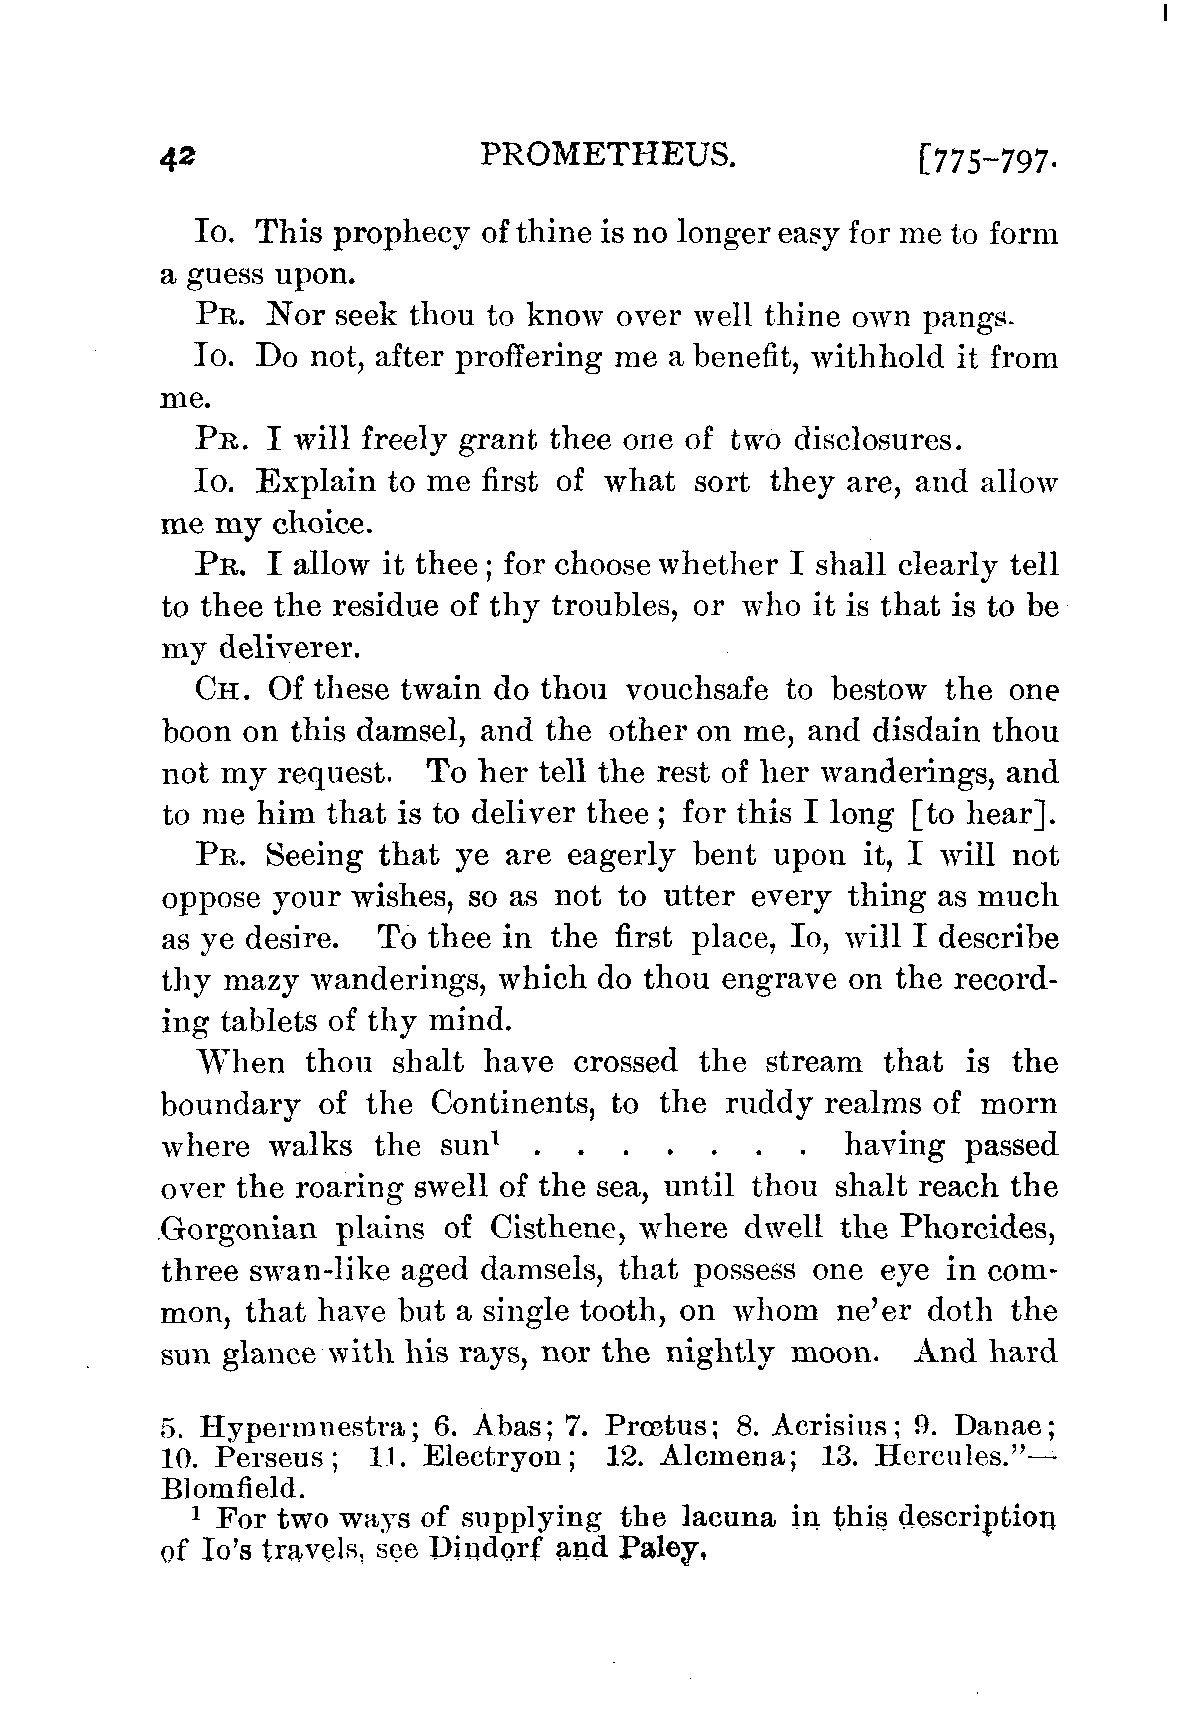 42 PROMETHEUS. [775–797.
Io. This prophecy of thine is no longer easy for me to form
a guess upon.
Pr. Nor seek thou to know over well thine own pangs.
Io. Do not, after proffering me a benefit, withhold it from
me.
Pr. I will freely grant thee one of two disclosures.
Io. Explain to me first of what sort they are, and allow
me my choice.
Pr. I allow it thee; for choose whether I shall clearly tell
to thee the residue of thy troubles, or who it is that is to be
my deliverer.
Ch. Of these twain do thou vouchsafe to bestow the one
boon on this damsel, and the other on me, and disdain thou
not my request. To her tell the rest of her wanderings, and
to me him that is to deliver thee; for this I long [to hear].
Pr. Seeing that ye are eagerly bent upon it, I will not
oppose your wishes, so as not to utter every thing as much
as ye desire. To thee in the first place, Io, will I describe
thy mazy wanderings, which do thou engrave on the record-
ing tablets of thy mind.
When thou shalt have crossed the stream that is the
boundary of the Continents, to the ruddy realms of morn
where walks the sun¹ . . . . . . . having passed
over the roaring swell of the sea, until thou shalt reach the
Gorgonian plains of Cisthene, where dwell the Phorcides,
three swan-like aged damsels, that possess one eye in com-
mon, that have but a single tooth, on whom ne'er doth the
sun glance with his rays, nor the nightly moon. And hard
5. Hypermnestra; 6. Abas; 7. Prœtus; 8. Acrisius; 9. Danae;
10. Perseus; 11. Electryon; 12. Alcmena; 13. Hercules."—
Blomfield.
¹ For two ways of supplying the lacuna in this description
of Io's travels, see Dindorf and Paley.